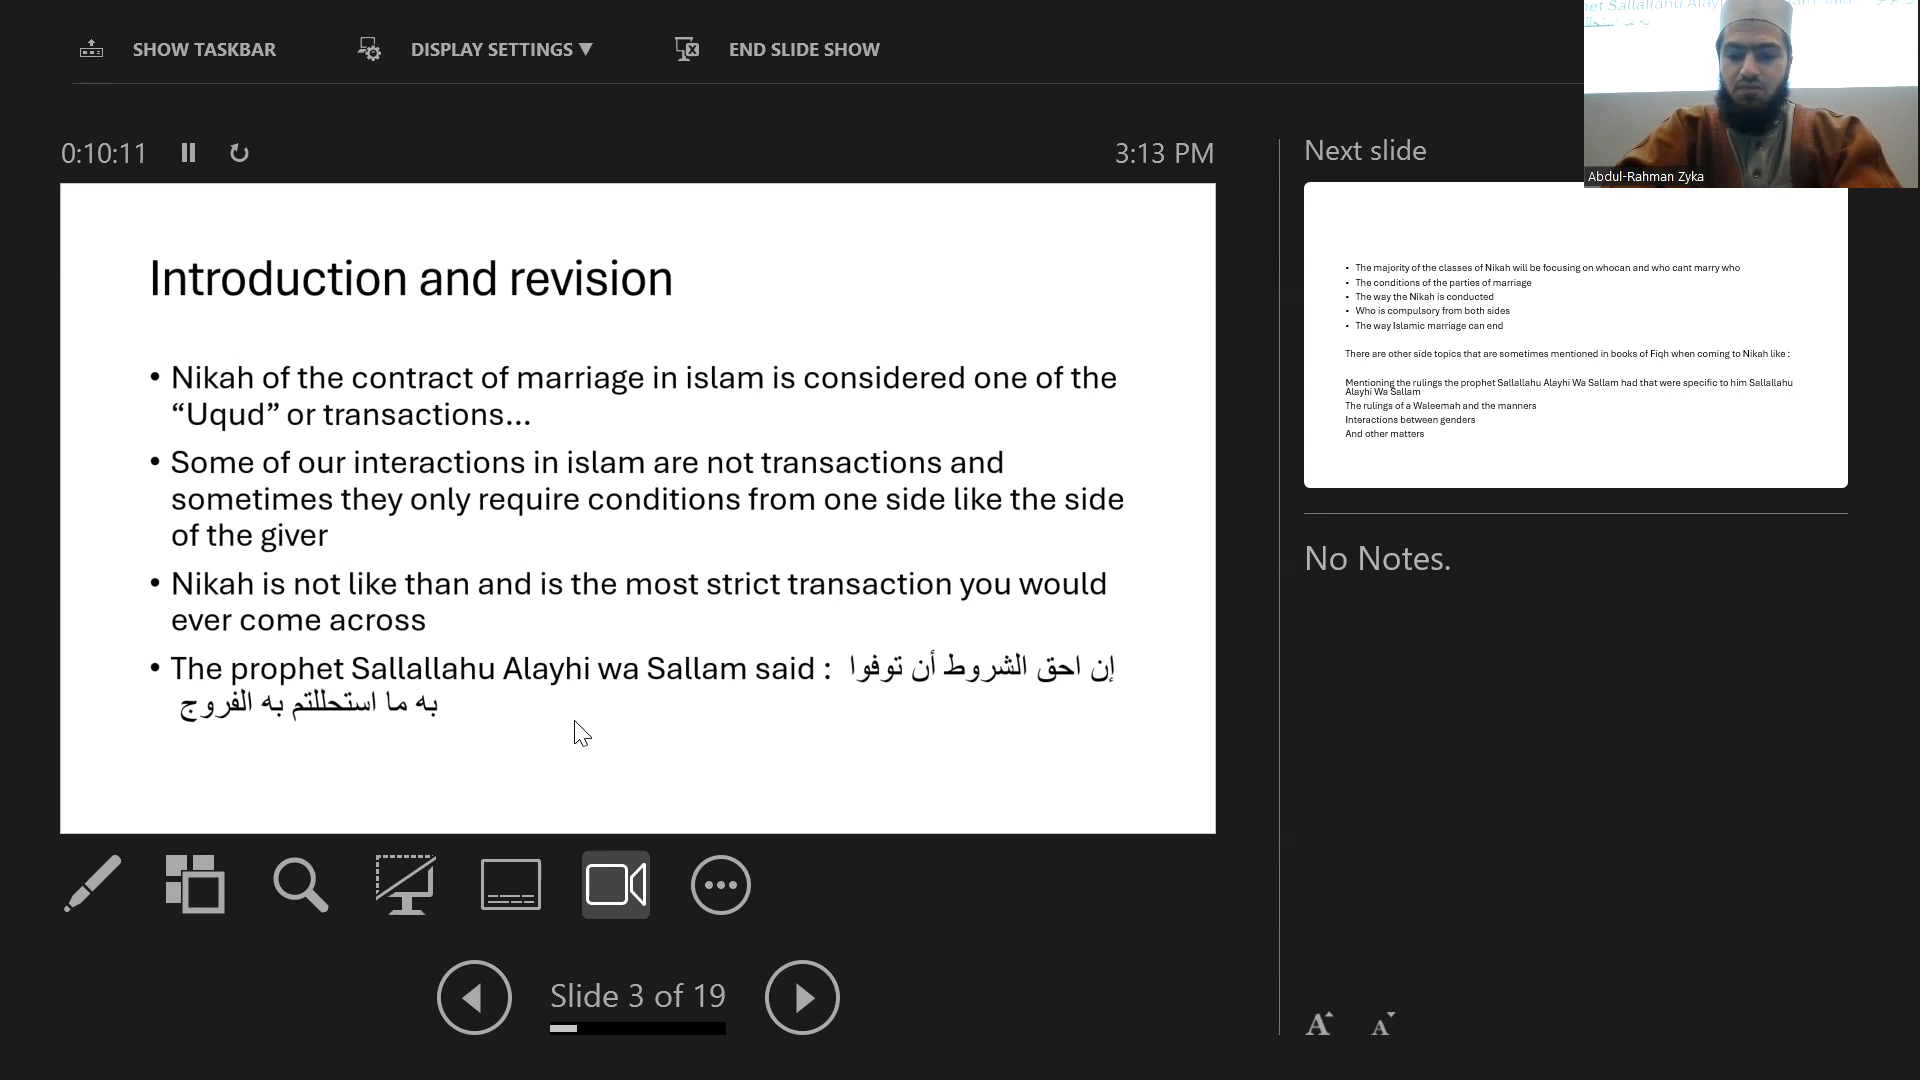 SHOW TASKBAR
DISPLAY SETTINGS ▼
END SLIDE SHOW
0:10:11
3:13 PM
Introduction and revision
• Nikah of the contract of marriage in islam is considered one of the
“Uqud” or transactions...
• Some of our interactions in islam are not transactions and
sometimes they only require conditions from one side like the side
of the giver
• Nikah is not like than and is the most strict transaction you would
ever come across
• The prophet Sallallahu Alayhi wa Sallam said : إن احق الشروط أن توفوا
به ما استحللتم به الفروج
Slide 3 of 19
Next slide
• The majority of the classes of Nikah will be focusing on whocan and who cant marry who
• The conditions of the parties of marriage
• The way the Nikah is conducted
• Who is compulsory from both sides
• The way Islamic marriage can end
There are other side topics that are sometimes mentioned in books of Fiqh when coming to Nikah like :
Mentioning the rulings the prophet Sallallahu Alayhi Wa Sallam had that were specific to him Sallallahu
Alayhi Wa Sallam
The rulings of a Waleemah and the manners
Interactions between genders
And other matters
No Notes.
A A
Abdul-Rahman Zyka